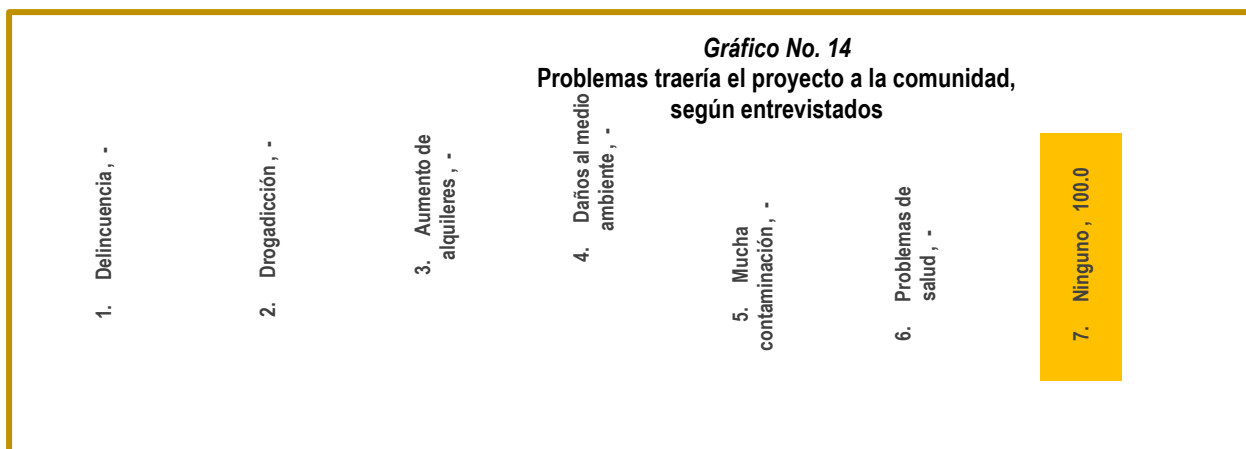 Gráfico No. 14
Problemas traería el proyecto a la comunidad,
según entrevistados
1. Delincuencia , -
2. Drogadicción , -
3. Aumento de
alquileres , -
4. Daños al medio
ambiente , -
5. Mucha
contaminación , -
6. Problemas de
salud , -
7. Ninguno , 100.0